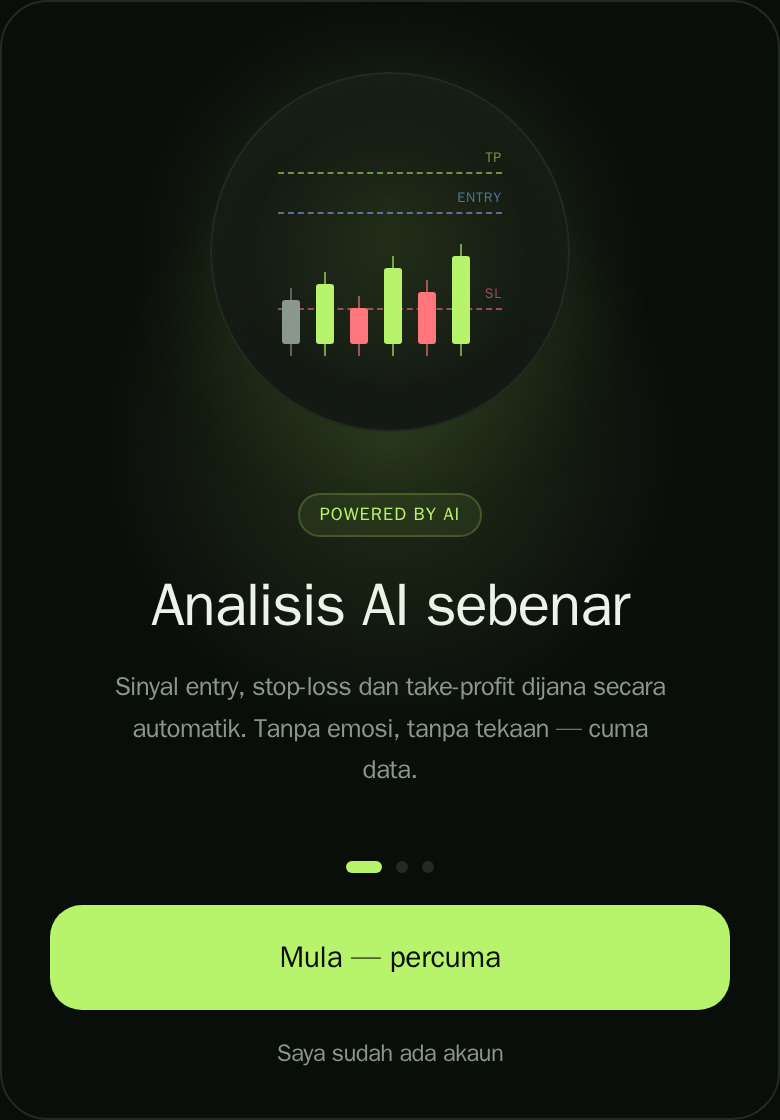 TP
ENTRY
SL
POWERED BY AI
Analisis AI sebenar
Sinyal entry, stop-loss dan take-profit dijana secara
automatik. Tanpa emosi, tanpa tekaan — cuma
data.
Mula — percuma
Saya sudah ada akaun